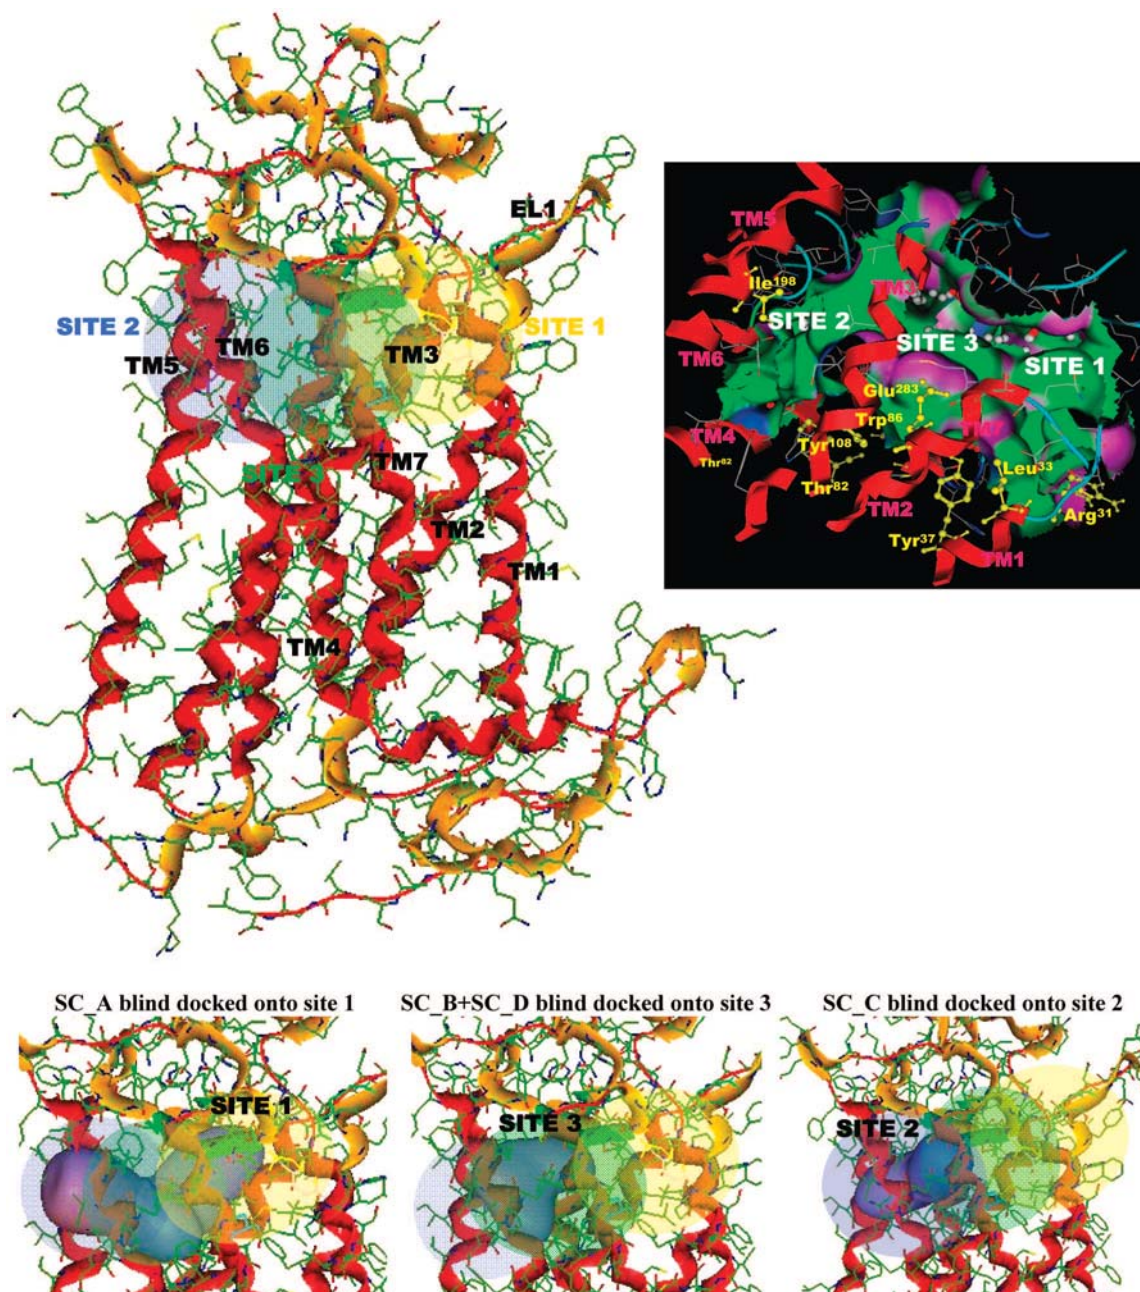 EL1
SITE 2
SITE 1
TM5
TM6
TM3
SITE 3
TM7
TM2
TM1
TM4
TM5
Ile198
TM3
SITE 2
TM6
SITE 3
SITE 1
Glu283
Trp86
TM4
Tyr108
Thr82
Leu33
Thr82
TM2
Arg31
Tyr37
TM1
SC_A blind docked onto site 1
SC_B+SC_D blind docked onto site 3
SC_C blind docked onto site 2
SITE 1
SITE 3
SITE 2